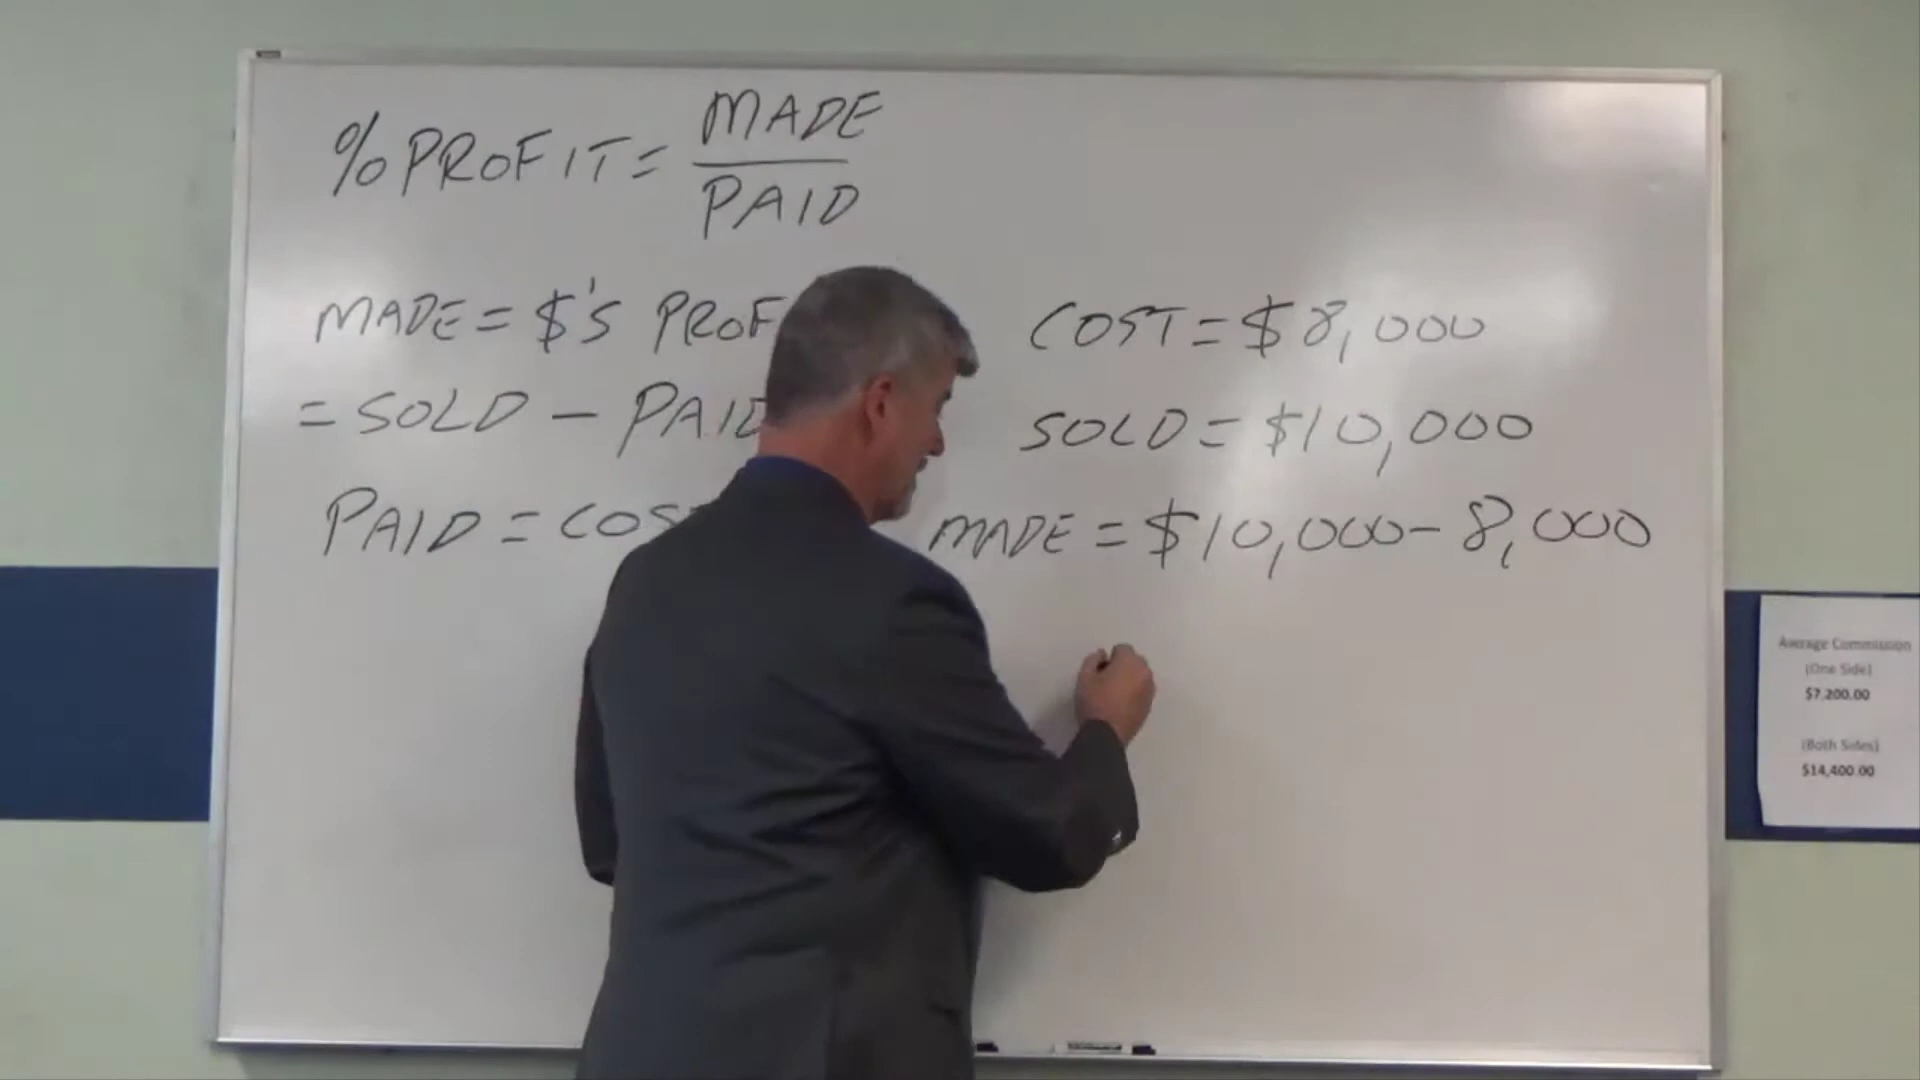 %PROFIT = MADE
PAID
MADE = $'S PROF
= SOLD - PAID
PAID = COS
COST = $8,000
SOLD = $10,000
MADE = $10,000 - 8,000
Average Commission
(One Side)
$7,200.00
(Both Sides)
$14,400.00